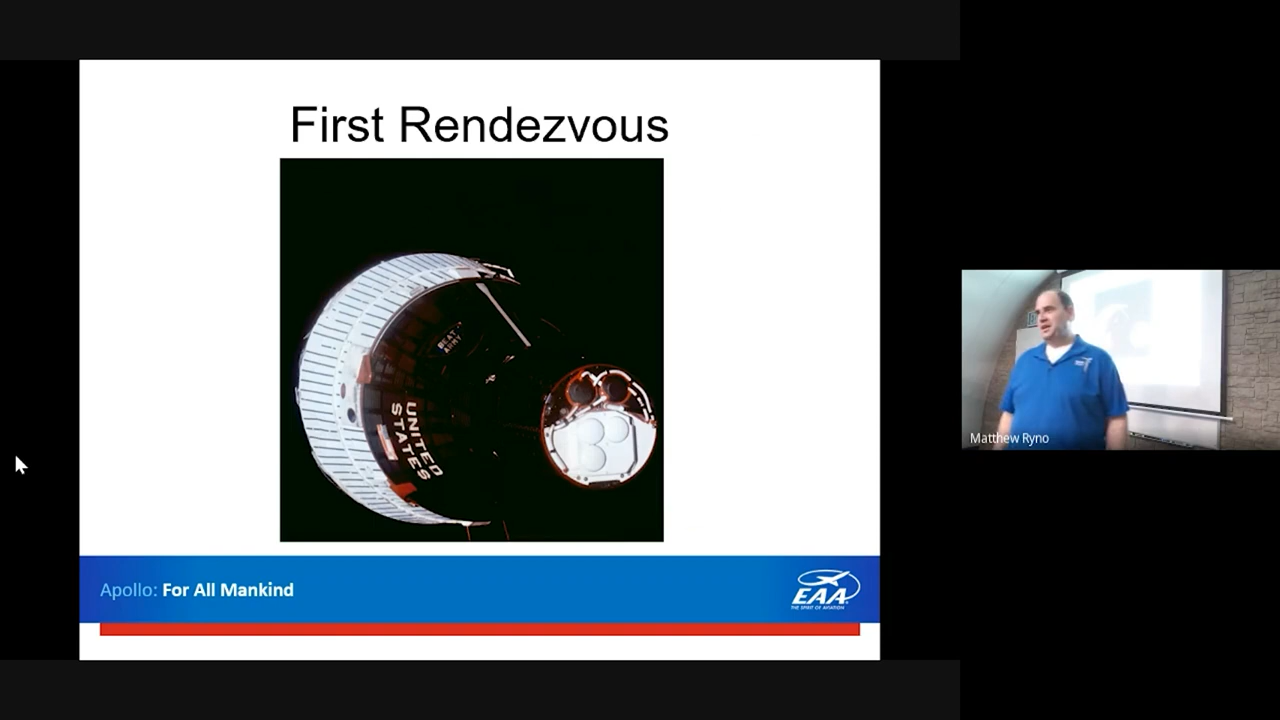 First Rendezvous
BEAT
ARMY
UNITED
STATES
Apollo: For All Mankind
EAA
THE SPIRIT OF AVIATION
Matthew Ryno